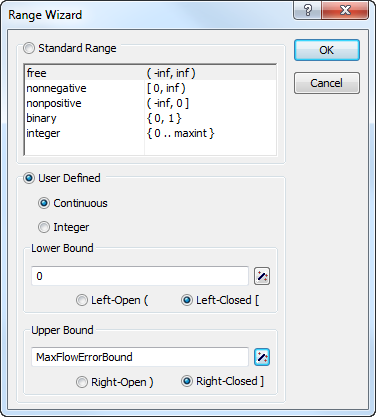 Range Wizard
Standard Range
OK
free ( -inf, inf )
nonnegative [ 0, inf )
Cancel
nonpositive ( -inf, 0 ]
binary { 0, 1 }
integer { 0 .. maxint }
User Defined
Continuous
Integer
Lower Bound
0
Left-Open ( Left-Closed [
Upper Bound
MaxFlowErrorBound
Right-Open ) Right-Closed ]